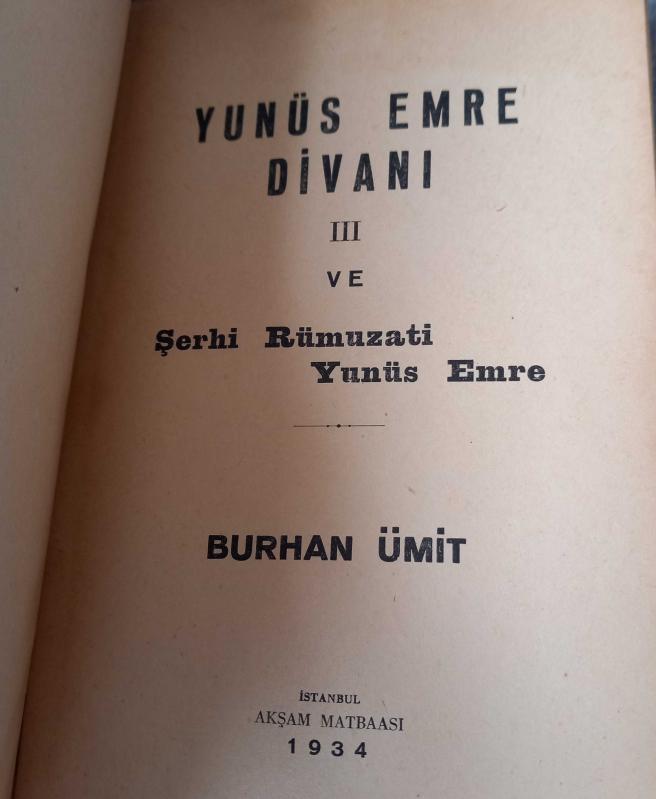 YUNÜS EMRE
DİVANI
III
VE
Şerhi Rümuzati
Yunüs Emre
BURHAN ÜMİT
İSTANBUL
AKŞAM MATBAASI
1934